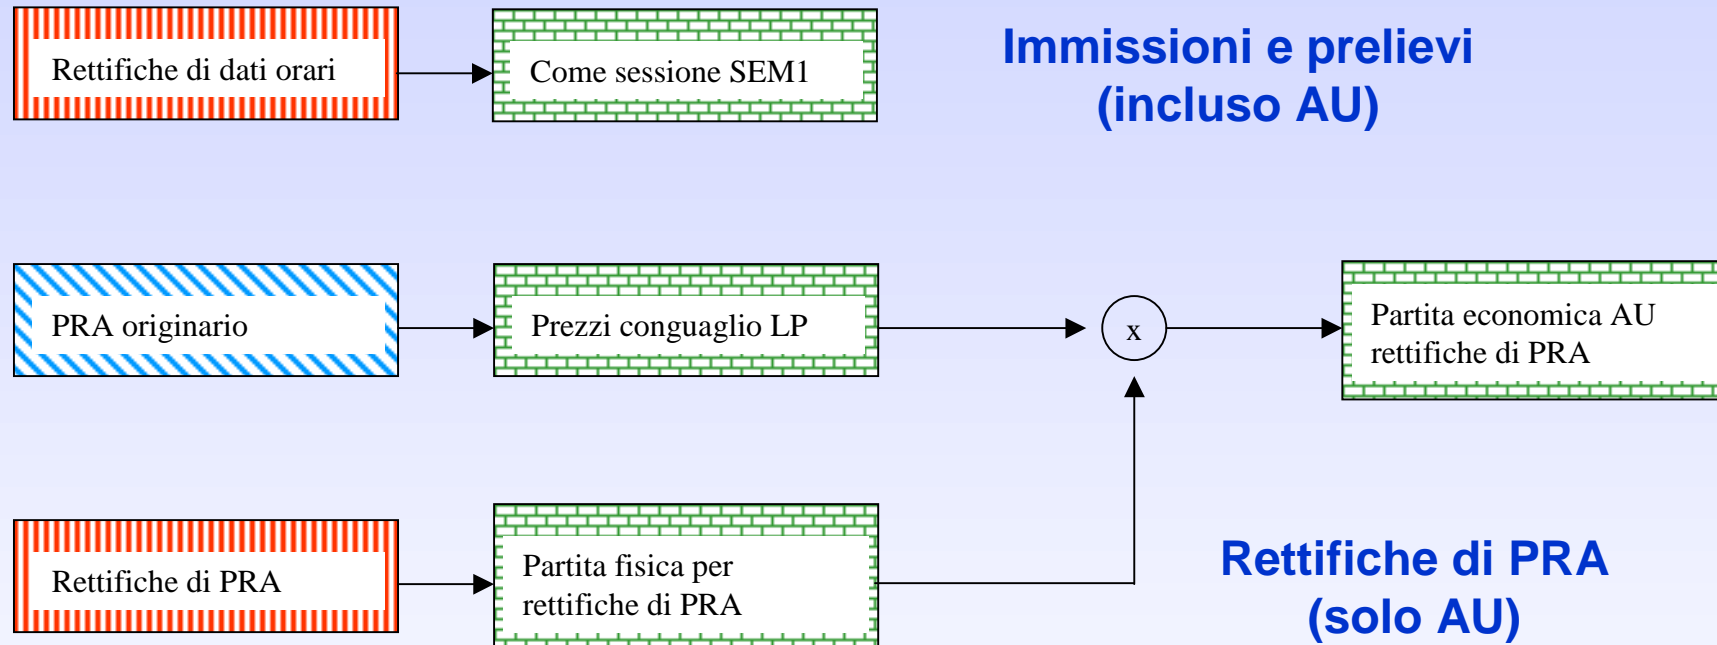 Rettifiche di dati orari
Come sessione SEM1
Immissioni e prelievi
(incluso AU)
PRA originario
Prezzi conguaglio LP
x
Partita economica AU
rettifiche di PRA
Rettifiche di PRA
Partita fisica per
rettifiche di PRA
Rettifiche di PRA
(solo AU)